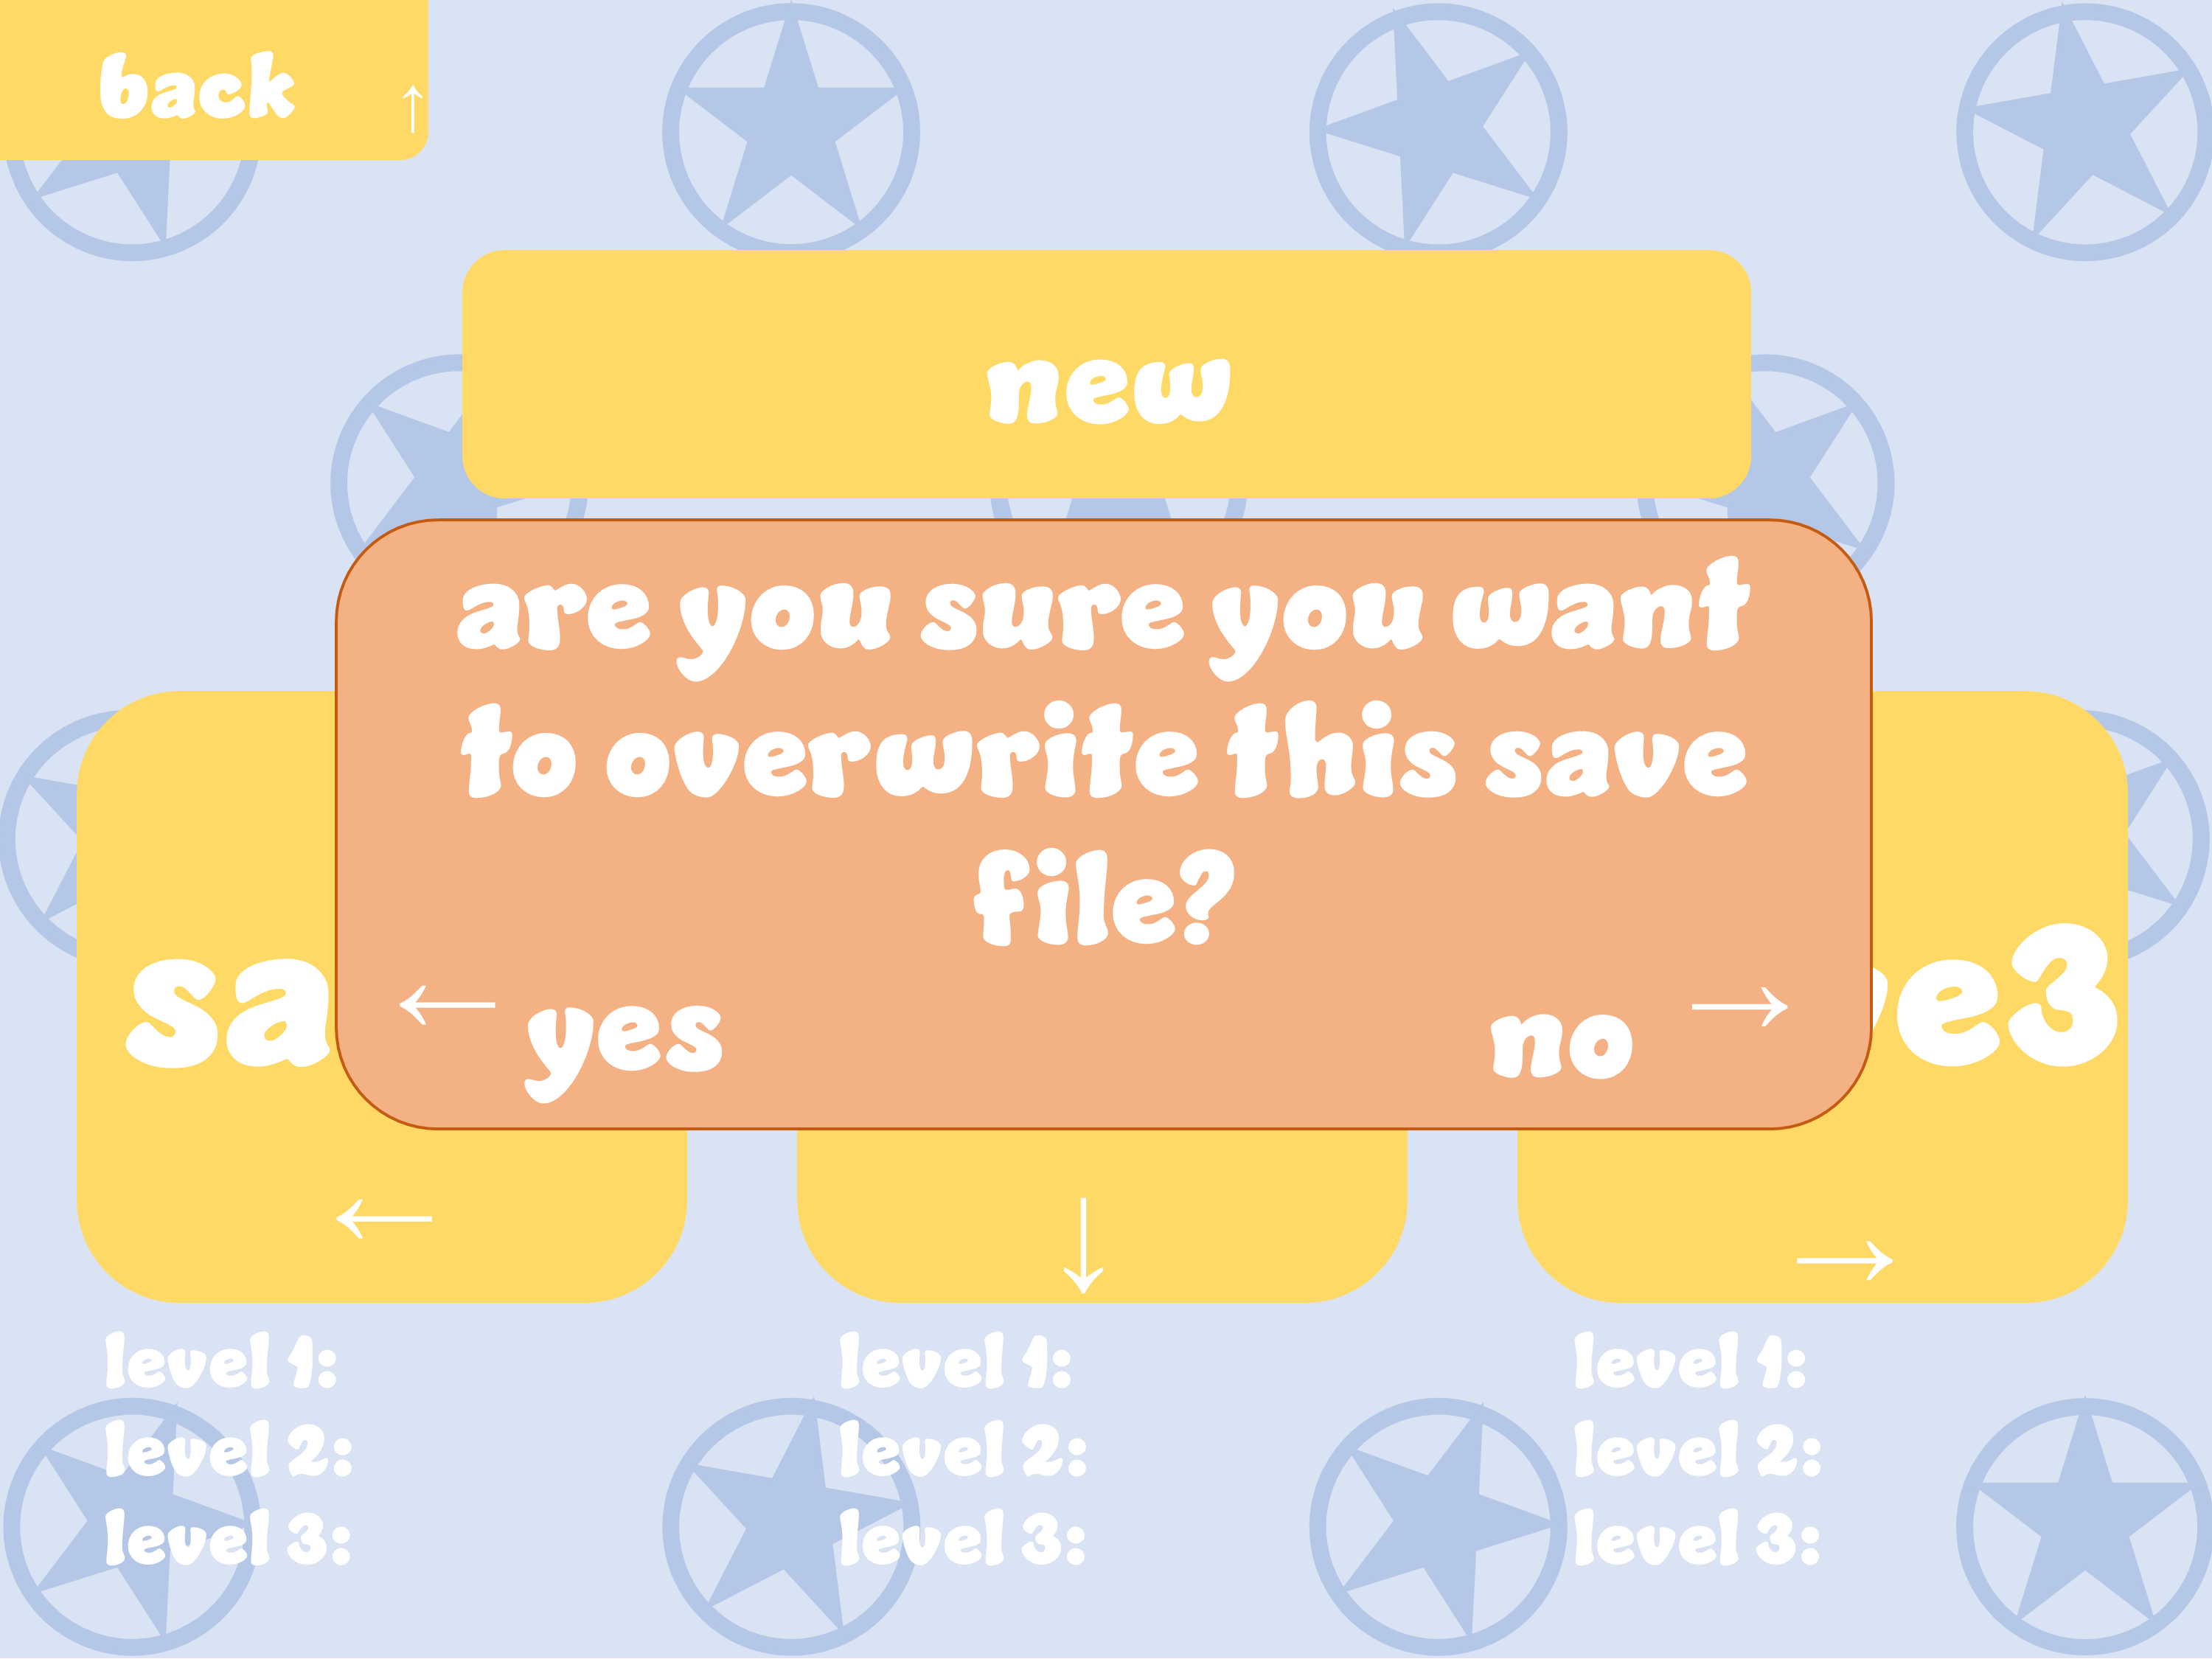 back ↑
new
are you sure you want
to overwrite this save
file?
← yes
no →
sa
e3
←
↓
→
level 1:
level 2:
level 3:
level 1:
level 2:
level 3:
level 1:
level 2:
level 3: